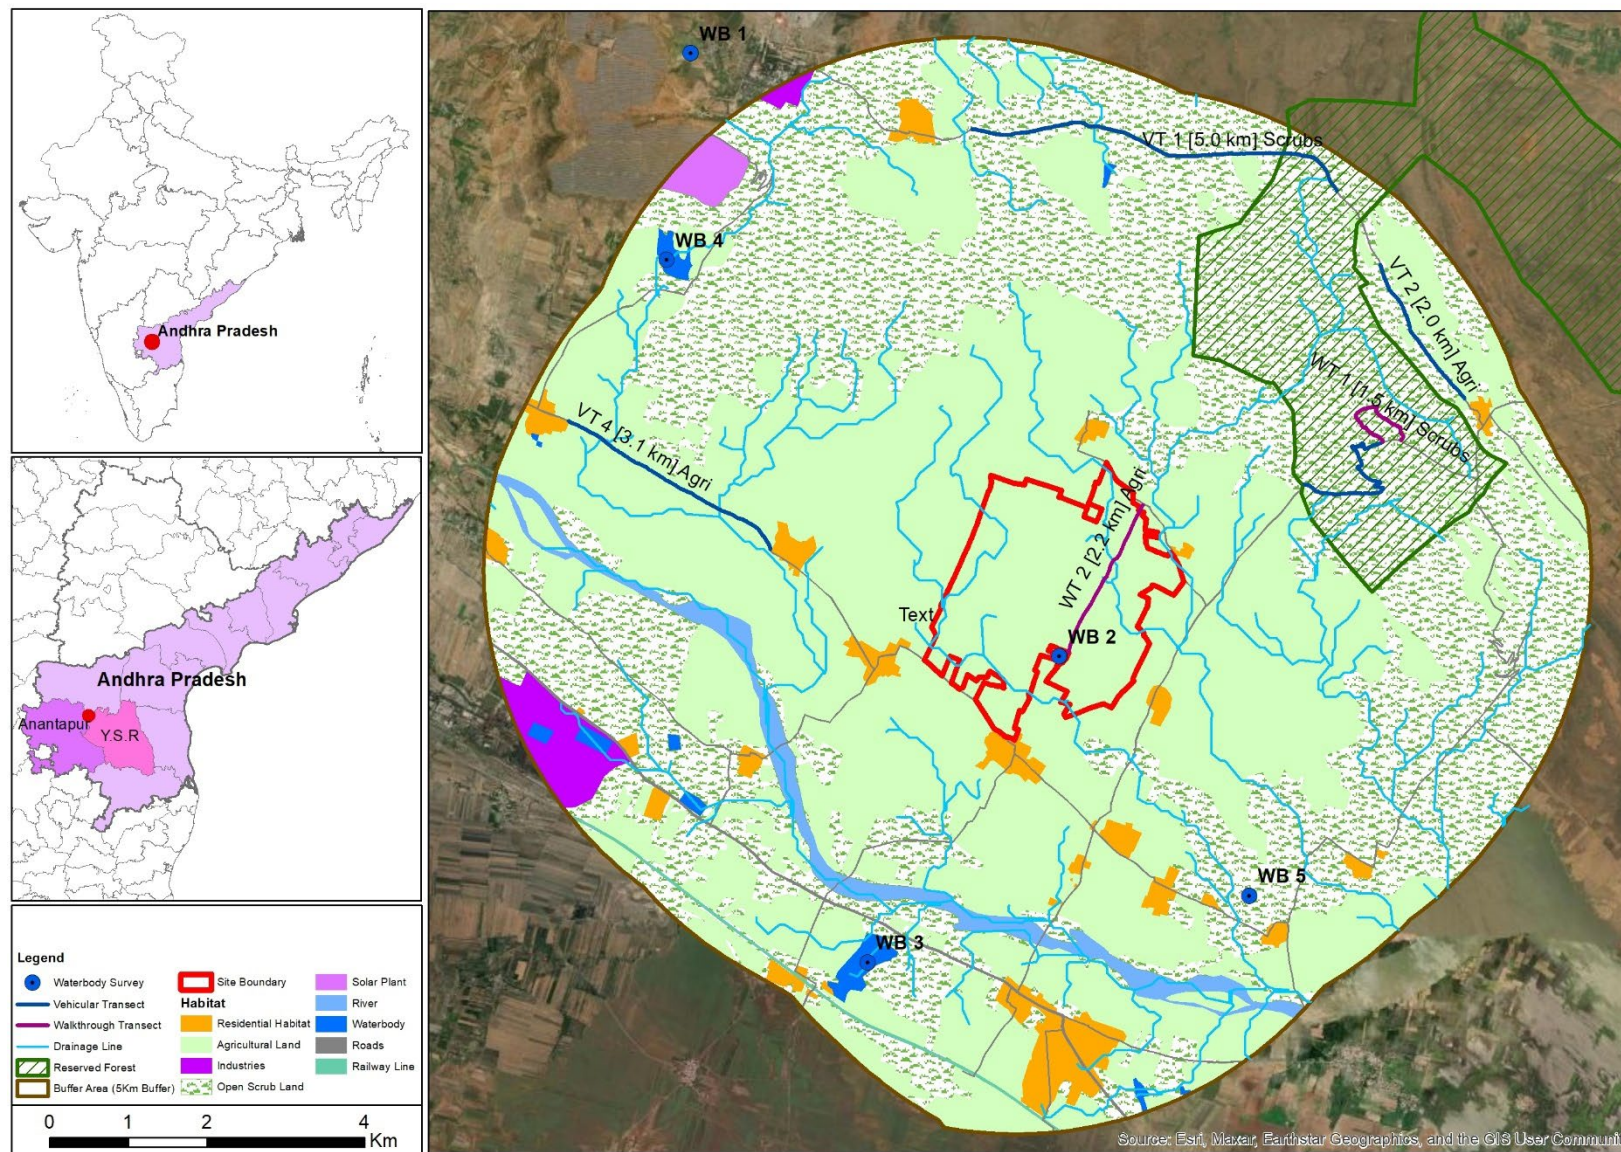 Andhra Pradesh
Andhra Pradesh
Anantapur
Y.S.R
Legend
Waterbody Survey
Vehicular Transect
Walkthrough Transect
Drainage Line
Reserved Forest
Buffer Area (5Km Buffer)
Site Boundary
Habitat
Residential Habitat
Agricultural Land
Industries
Open Scrub Land
Solar Plant
River
Waterbody
Roads
Railway Line
0 1 2 4
Km
WB 1
VT 1 [5.0 km] Scrubs
WB 4
VT 2 [2.0 km] Agri
WT 1 [1.5 km] Scrubs
VT 4 [3.1 km] Agri
WT 2 [2.2 km] Agri
Text
WB 2
WB 5
WB 3
Source: Esri, Maxar, Earthstar Geographics, and the GIS User Communi